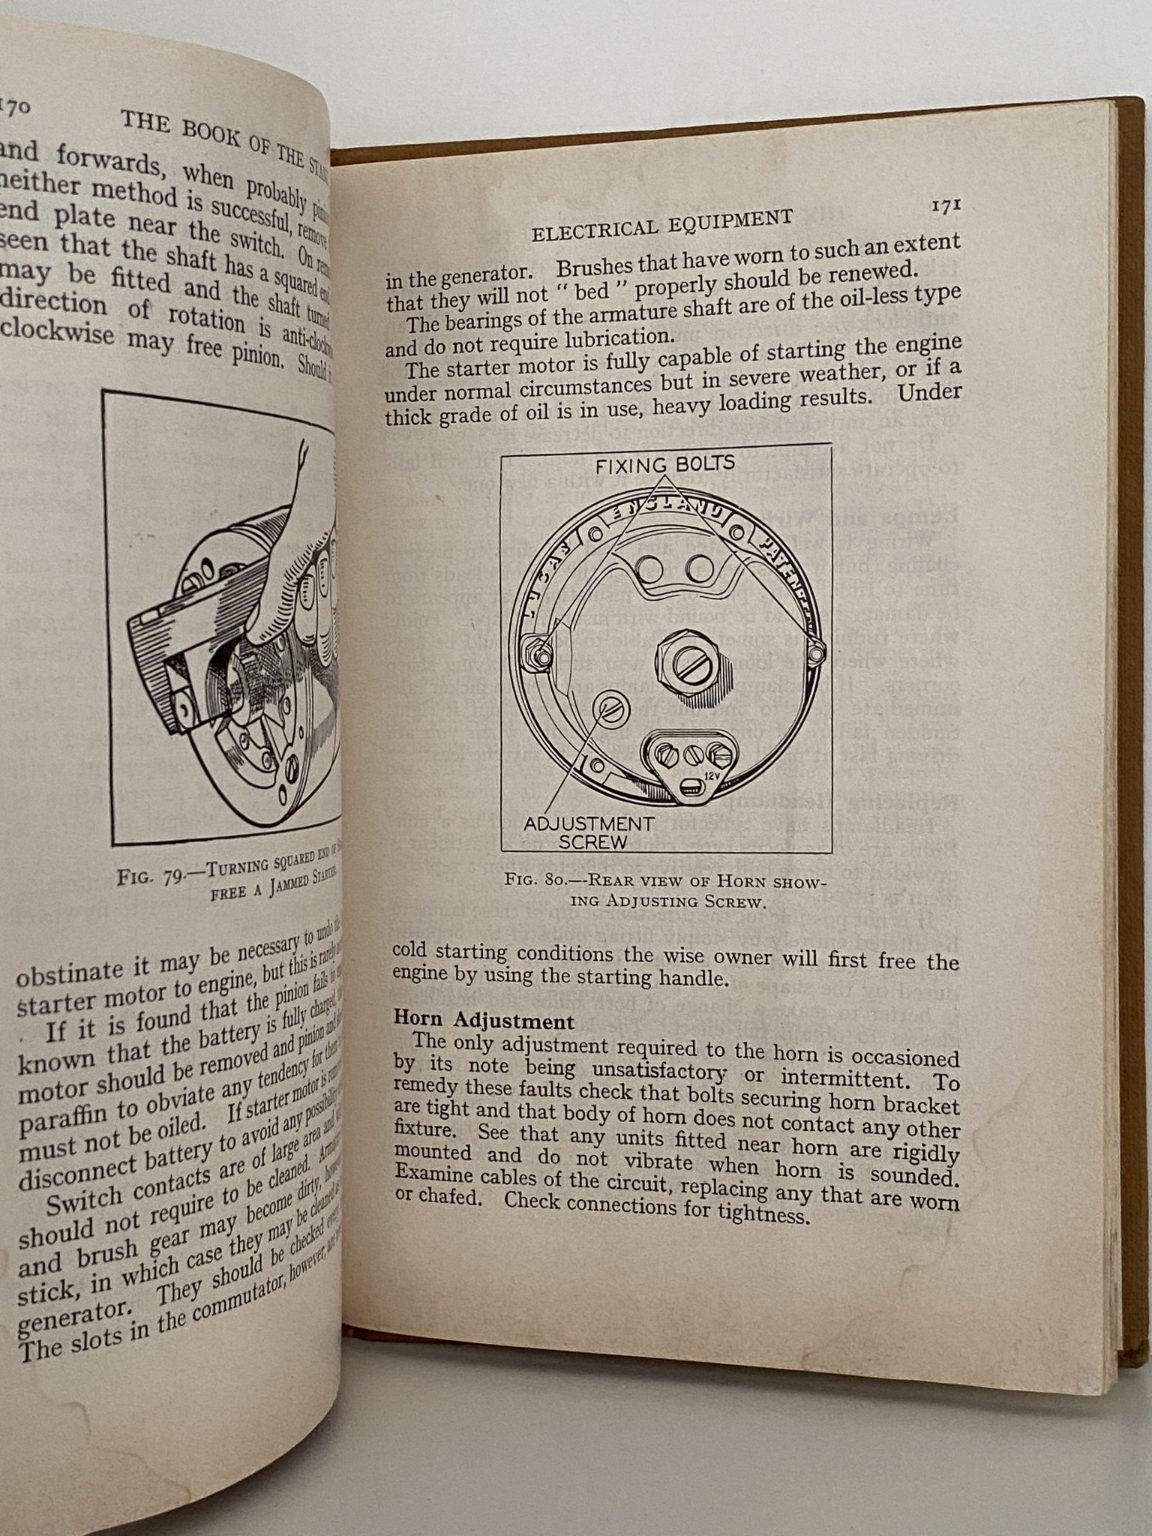 170
THE BOOK OF THE
and forwards, when probably
neither method is successful, remove
end plate near the switch. On
seen that the shaft has a squared end,
may be fitted and the shaft turned
direction of rotation is
clockwise may free pinion. Should
FIG. 79.—TURNING SQUARED END OF
FREE A JAMMED
obstinate it may be necessary to undo
starter motor to engine, but this is rarely
If it is found that the pinion fails to
known that the battery is fully charged,
motor should be removed and pinion and
paraffin to obviate any tendency for
must not be oiled. If starter motor is
disconnect battery to avoid any possibility
Switch contacts are of large area and
should not require to be cleaned.
and brush gear may become dirty,
stick, in which case they may be cleaned
generator. They should be checked
The slots in the commutator, however, are
ELECTRICAL EQUIPMENT 171
in the generator. Brushes that have worn to such an extent
that they will not “ bed ” properly should be renewed.
The bearings of the armature shaft are of the oil-less type
and do not require lubrication.
The starter motor is fully capable of starting the engine
under normal circumstances but in severe weather, or if a
thick grade of oil is in use, heavy loading results. Under
FIXING BOLTS
ENGLAND
PATENT
12V
ADJUSTMENT
SCREW
FIG. 80.—REAR VIEW OF HORN SHOW-
ING ADJUSTING SCREW.
cold starting conditions the wise owner will first free the
engine by using the starting handle.
Horn Adjustment
The only adjustment required to the horn is occasioned
by its note being unsatisfactory or intermittent. To
remedy these faults check that bolts securing horn bracket
are tight and that body of horn does not contact any other
fixture. See that any units fitted near horn are rigidly
mounted and do not vibrate when horn is sounded.
Examine cables of the circuit, replacing any that are worn
or chafed. Check connections for tightness.